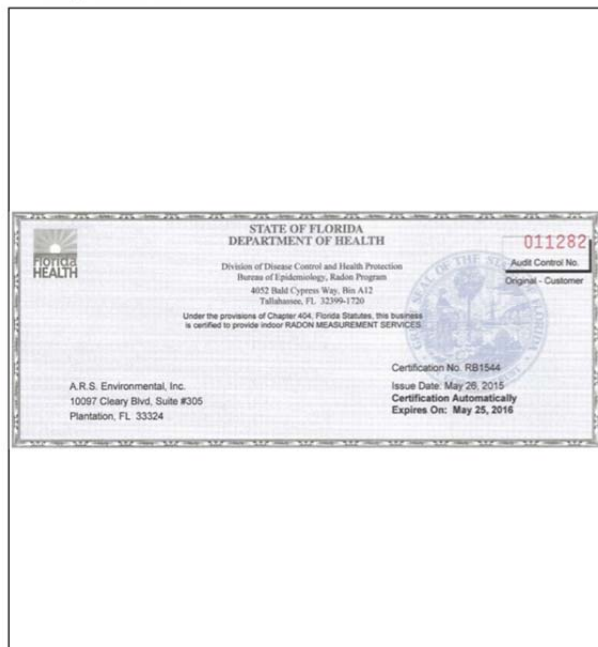 Florida
HEALTH
STATE OF FLORIDA
DEPARTMENT OF HEALTH
Division of Disease Control and Health Protection
Bureau of Epidemiology, Radon Program
4052 Bald Cypress Way, Bin A12
Tallahassee, FL 32399-1720
Under the provisions of Chapter 404, Florida Statutes, this business
is certified to provide indoor RADON MEASUREMENT SERVICES
011282
Audit Control No.
Original - Customer
A.R.S. Environmental, Inc.
10097 Cleary Blvd, Suite #305
Plantation, FL 33324
Certification No. RB1544
Issue Date: May 26, 2015
Certification Automatically
Expires On: May 25, 2016